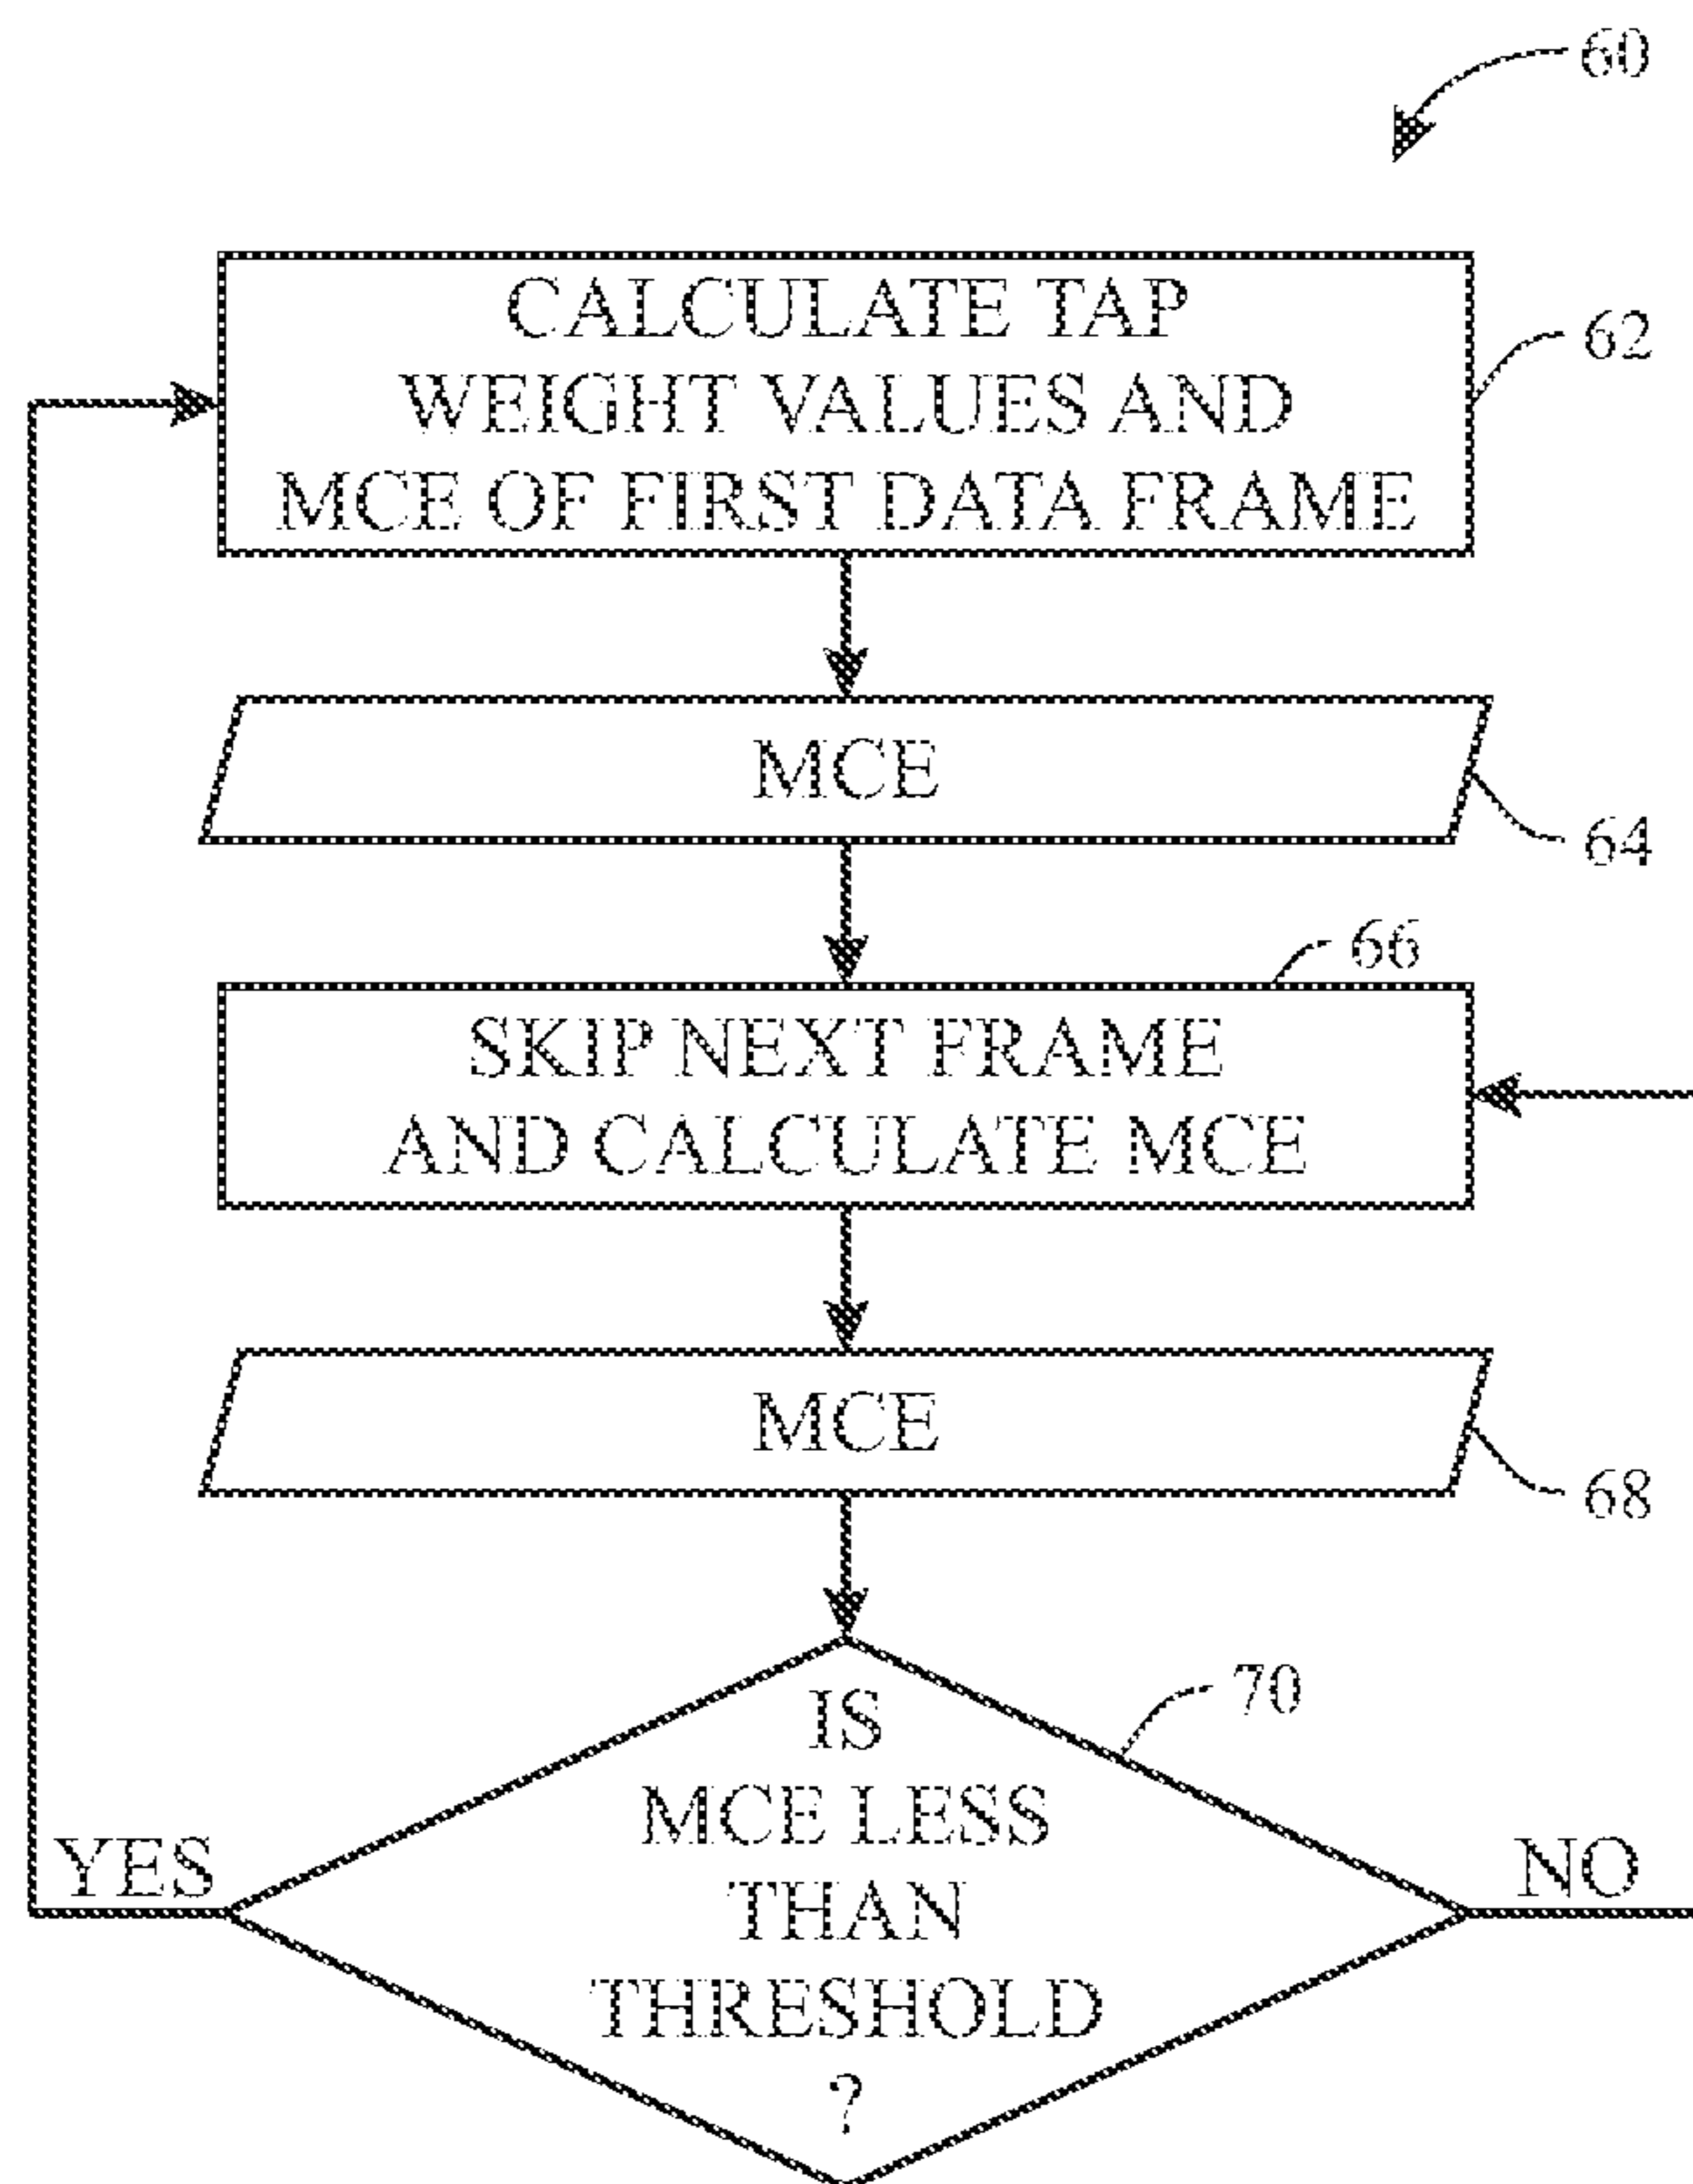 60
CALCULATE TAP
WEIGHT VALUES AND
MCE OF FIRST DATA FRAME
62
MCE
64
66
SKIP NEXT FRAME
AND CALCULATE MCE
MCE
68
70
IS
MCE LESS
THAN
THRESHOLD
?
YES
NO